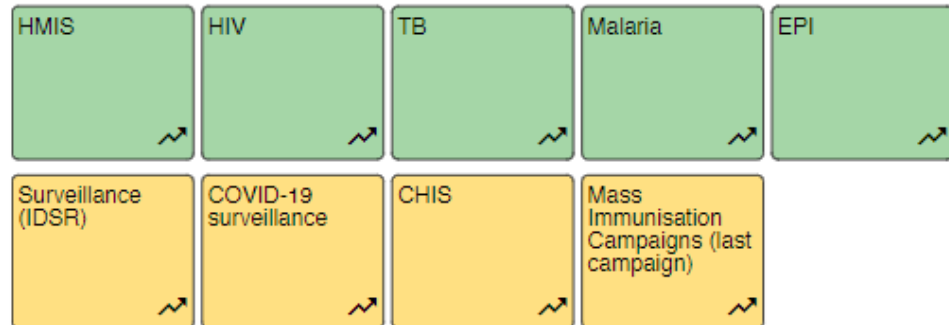 HMIS
HIV
TB
Malaria
EPI
Surveillance
(IDSR)
COVID-19
surveillance
CHIS
Mass
Immunisation
Campaigns (last
campaign)